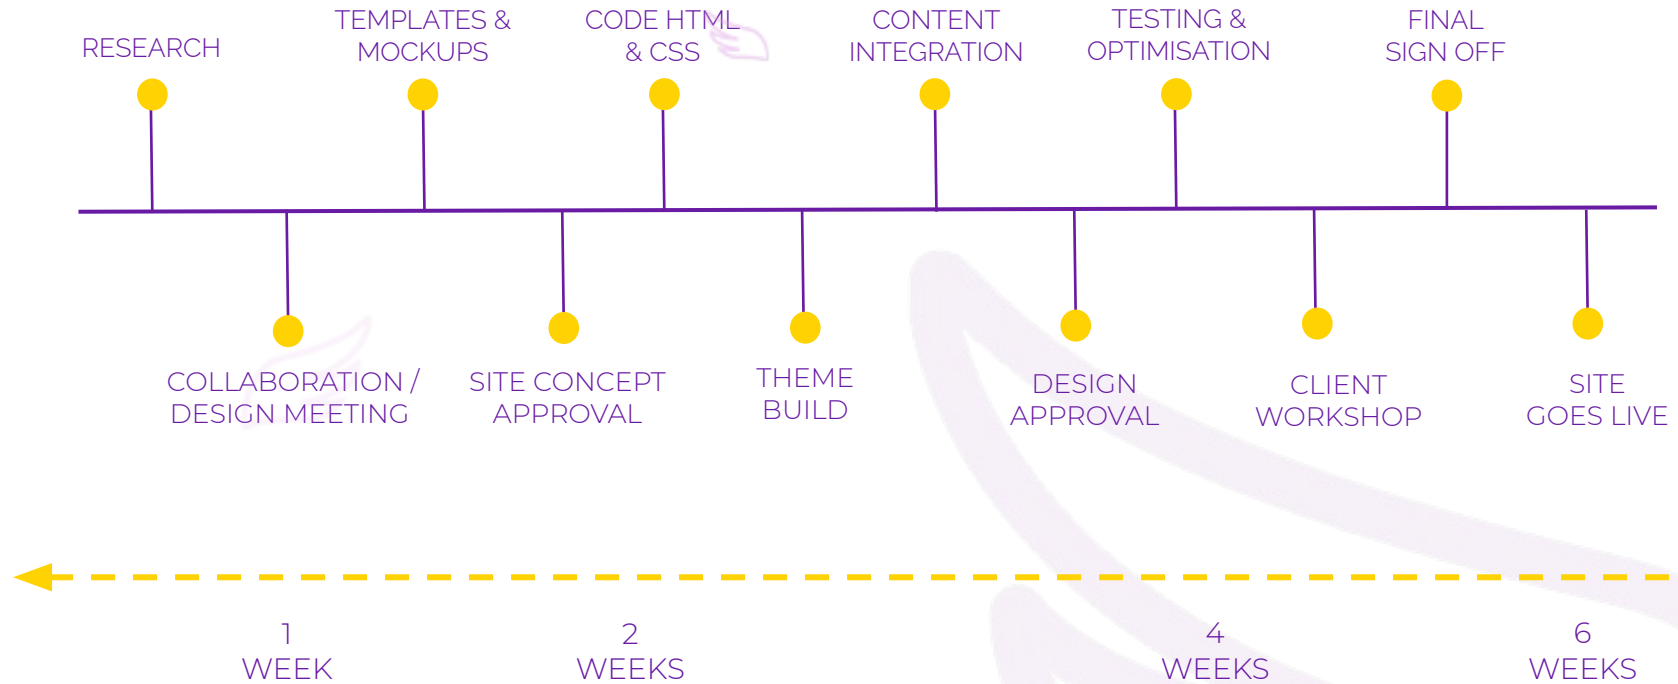 RESEARCH
TEMPLATES &
MOCKUPS
CODE HTML
& CSS
CONTENT
INTEGRATION
TESTING &
OPTIMISATION
FINAL
SIGN OFF
COLLABORATION /
DESIGN MEETING
SITE CONCEPT
APPROVAL
THEME
BUILD
DESIGN
APPROVAL
CLIENT
WORKSHOP
SITE
GOES LIVE
1
WEEK
2
WEEKS
4
WEEKS
6
WEEKS